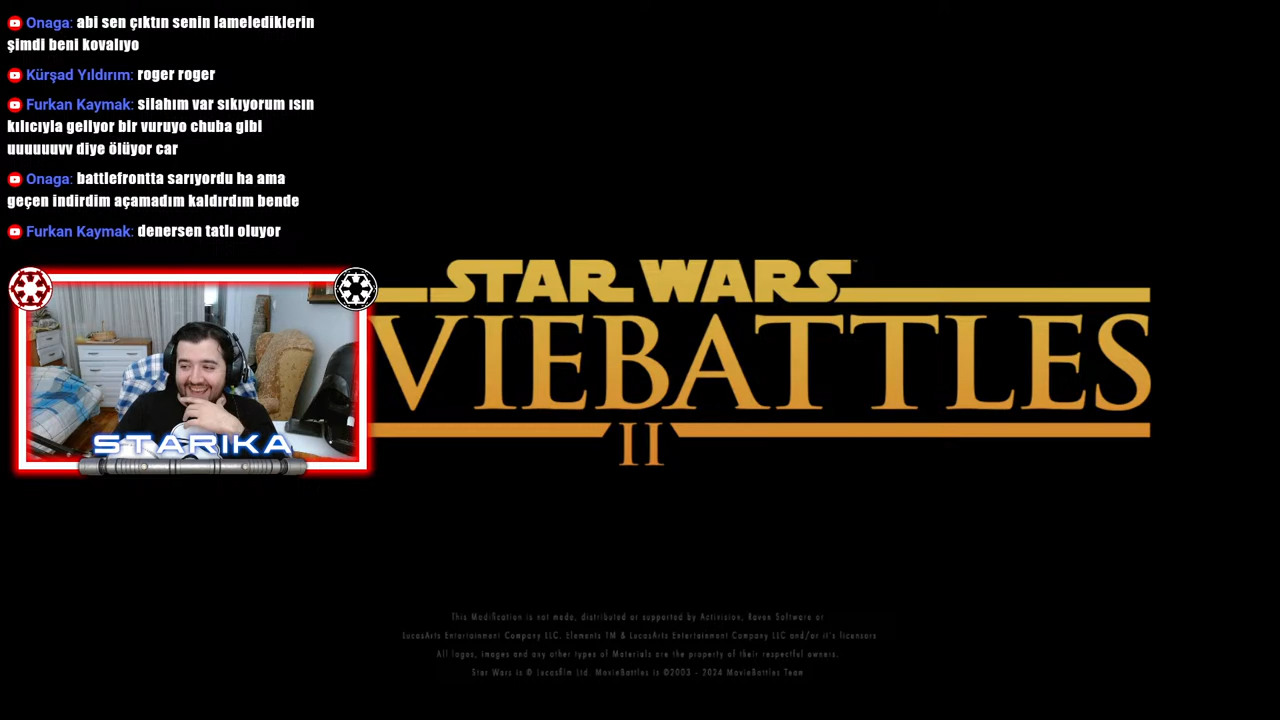 Onaga: abi sen çıktın senin lamelediklerin
şimdi beni kovalıyo
Kürşad Yıldırım: roger roger
Furkan Kaymak: silahım var sıkıyorum ısın
kılıcıyla geliyor bir vuruyo chuba gibi
uuuuuuvv diye ölüyor car
Onaga: battlefrontta sarıyordu ha ama
geçen indirdim açamadım kaldırdım bende
Furkan Kaymak: denersen tatlı oluyor
STAR WARS
VIEBATTLES
II
STARIKA
This Modification is not made, distributed or supported by Activision, Raven Software or
LucasArts Entertainment Company LLC. Elements TM & LucasArts Entertainment Company LLC and/or it's licensors
All logos, images and any other types of Materials are the property of their respectful owners.
Star Wars is © Lucasfilm Ltd. MovieBattles is ©2003 - 2024 MovieBattles Team